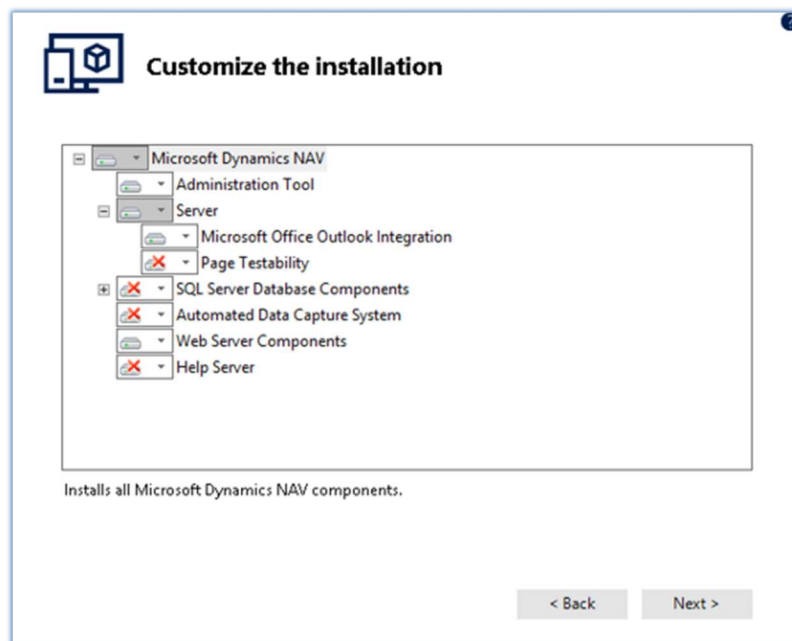 Customize the installation
Microsoft Dynamics NAV
Administration Tool
Server
Microsoft Office Outlook Integration
Page Testability
SQL Server Database Components
Automated Data Capture System
Web Server Components
Help Server
Installs all Microsoft Dynamics NAV components.
< Back Next >